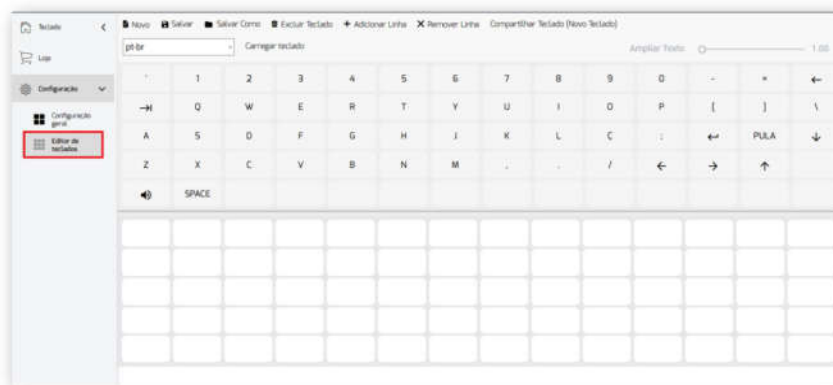 Teclado
Loja
Configuração
Configuração
geral
Editor de
teclados
Novo Salvar Salvar Como Excluir Teclado Adicionar Linha Remover Linha Compartilhar Teclado (Novo Teclado)
pt-br Carregar teclado Ampliar Texto 1.00
' 1 2 3 4 5 6 7 8 9 0 - = ←
→| Q W E R T Y U I O P [ ] \
A S D F G H J K L Ç ; ↵ PULA ↓
Z X C V B N M , . / ← → ↑
SPACE